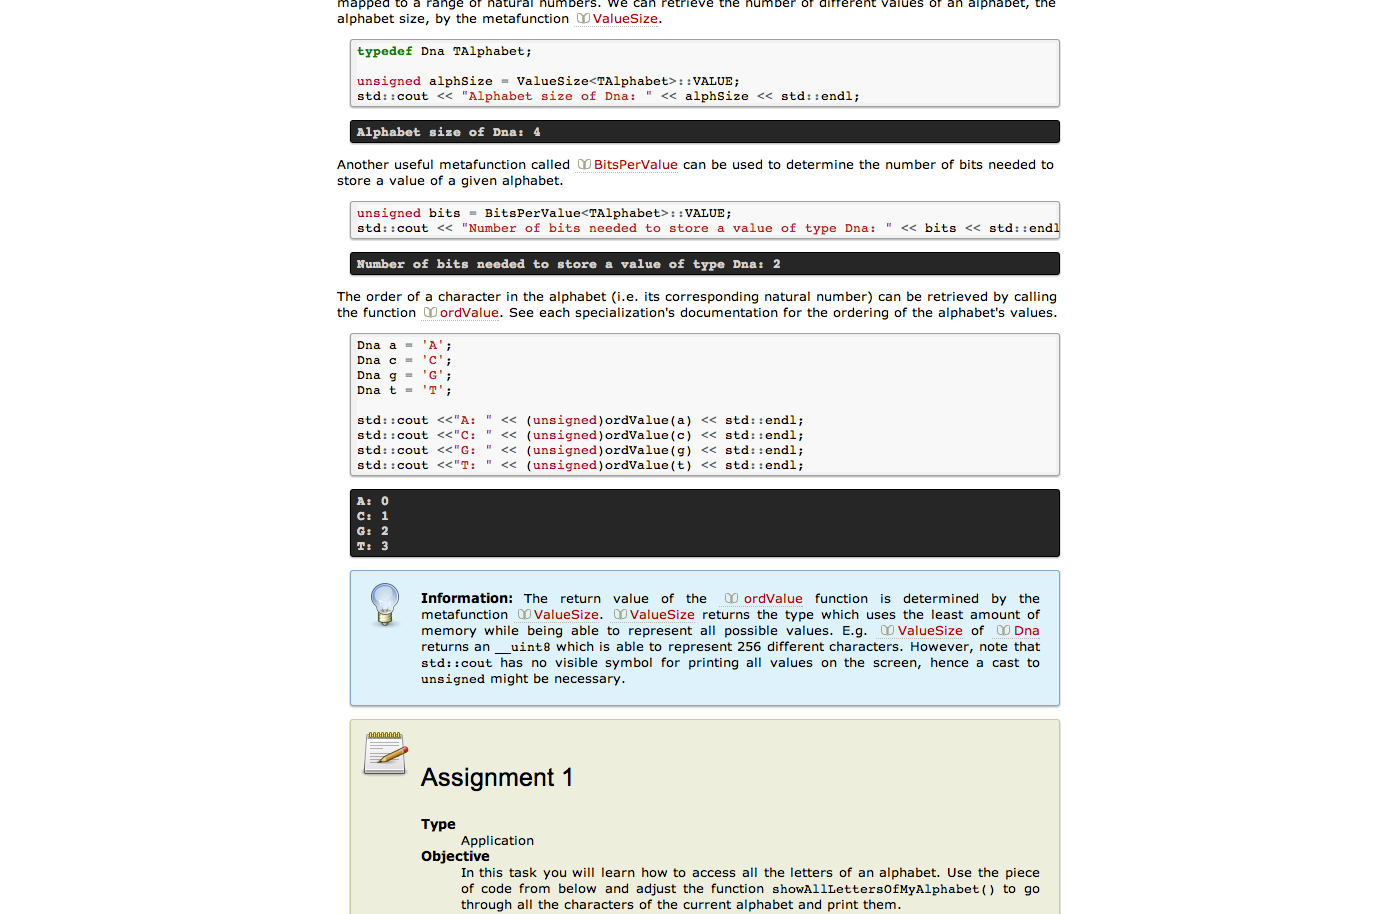 mapped to a range of natural numbers. We can retrieve the number of different values of an alphabet, the
alphabet size, by the metafunction ValueSize.
typedef Dna TAlphabet;
unsigned alphSize = ValueSize<TAlphabet>::VALUE;
std::cout << "Alphabet size of Dna: " << alphSize << std::endl;
Alphabet size of Dna: 4
Another useful metafunction called BitsPerValue can be used to determine the number of bits needed to
store a value of a given alphabet.
unsigned bits = BitsPerValue<TAlphabet>::VALUE;
std::cout << "Number of bits needed to store a value of type Dna: " << bits << std::endl
Number of bits needed to store a value of type Dna: 2
The order of a character in the alphabet (i.e. its corresponding natural number) can be retrieved by calling
the function ordValue. See each specialization's documentation for the ordering of the alphabet's values.
Dna a = 'A';
Dna c = 'C';
Dna g = 'G';
Dna t = 'T';
std::cout <<"A: " << (unsigned)ordValue(a) << std::endl;
std::cout <<"C: " << (unsigned)ordValue(c) << std::endl;
std::cout <<"G: " << (unsigned)ordValue(g) << std::endl;
std::cout <<"T: " << (unsigned)ordValue(t) << std::endl;
A: 0
C: 1
G: 2
T: 3
Information: The return value of the ordValue function is determined by the
metafunction ValueSize. ValueSize returns the type which uses the least amount of
memory while being able to represent all possible values. E.g. ValueSize of Dna
returns an __uint8 which is able to represent 256 different characters. However, note that
std::cout has no visible symbol for printing all values on the screen, hence a cast to
unsigned might be necessary.
Assignment 1
Type
Application
Objective
In this task you will learn how to access all the letters of an alphabet. Use the piece
of code from below and adjust the function showAllLettersOfMyAlphabet() to go
through all the characters of the current alphabet and print them.